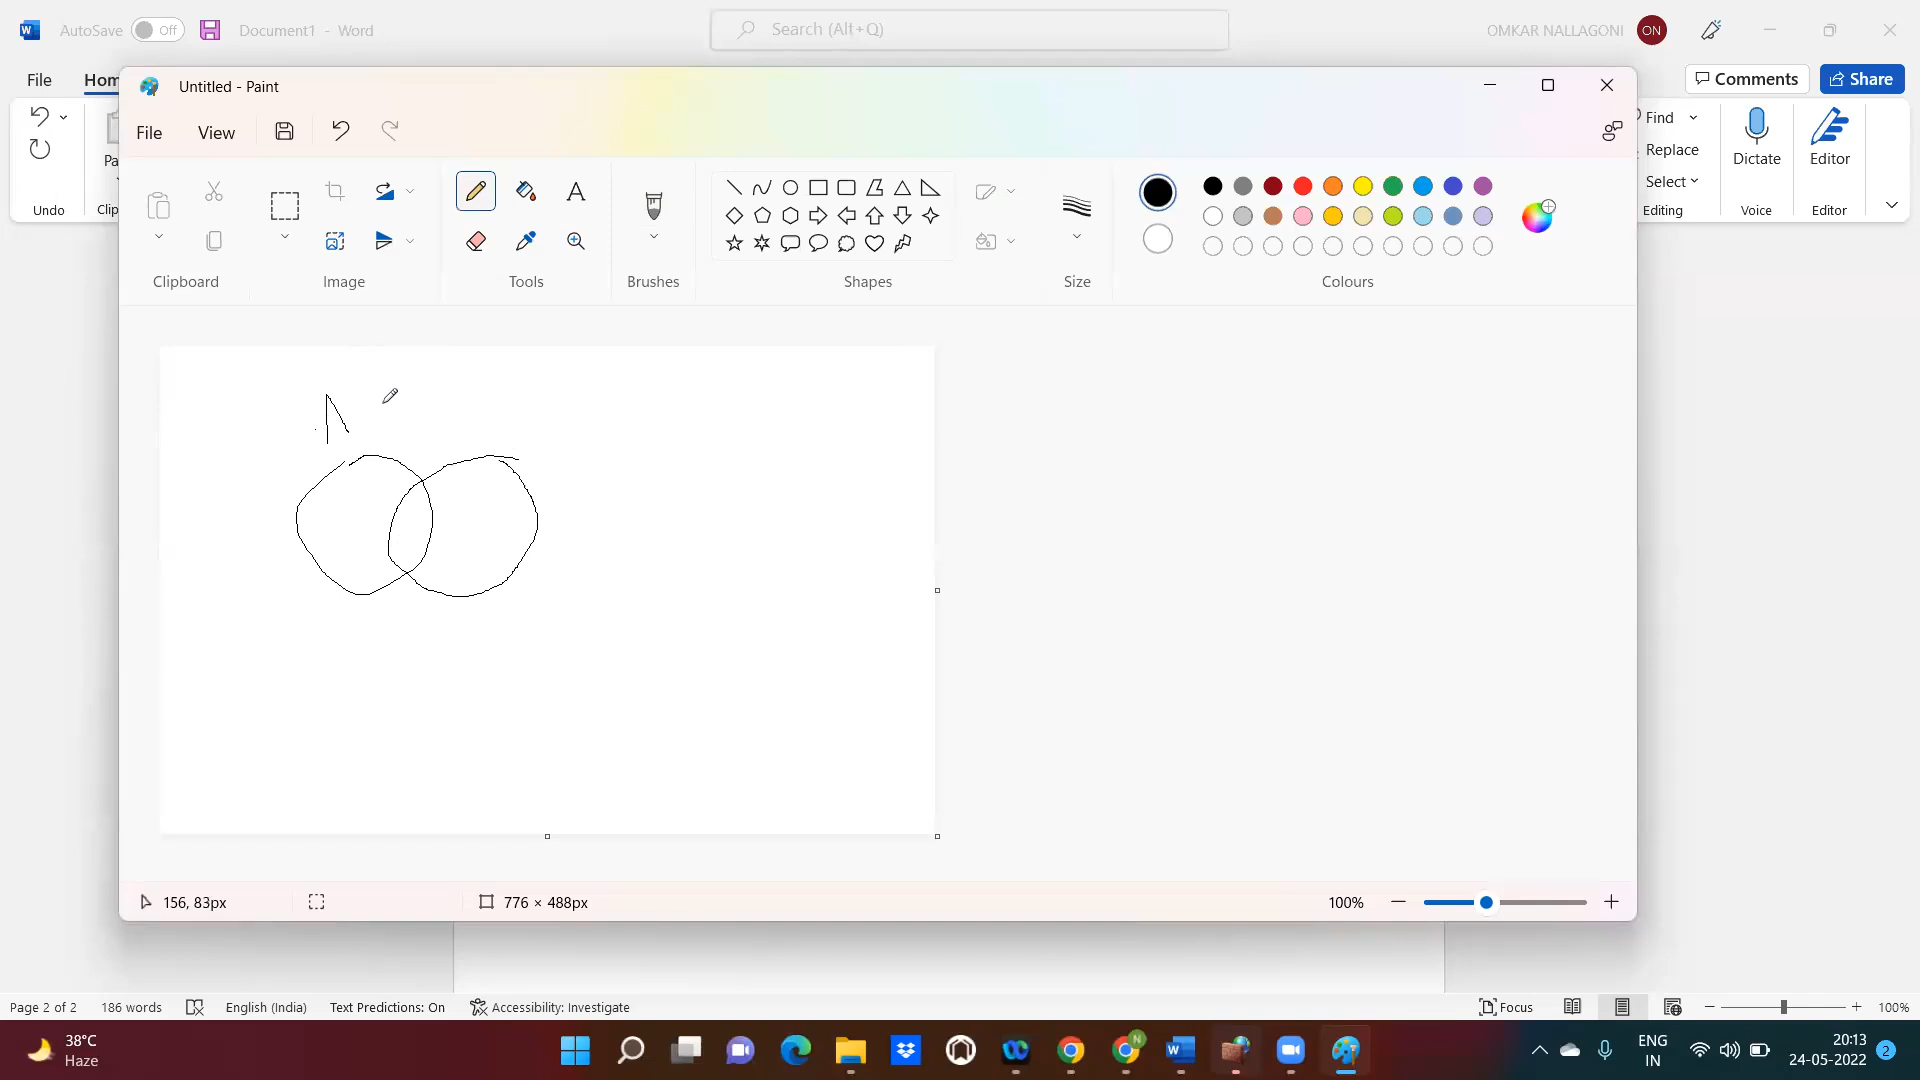 AutoSave Off Document1 - Word Search (Alt+Q) OMKAR NALLAGONI ON
File Hom Comments Share
Untitled - Paint
File View
Undo Pa Clip
Find
Replace
Select
Editing
Dictate
Voice
Editor
Editor
Clipboard Image Tools Brushes Shapes Size Colours
156, 83px 776 × 488px 100%
Page 2 of 2 186 words English (India) Text Predictions: On Accessibility: Investigate Focus 100%
38°C
Haze
N
ENG
IN
20:13
24-05-2022
2